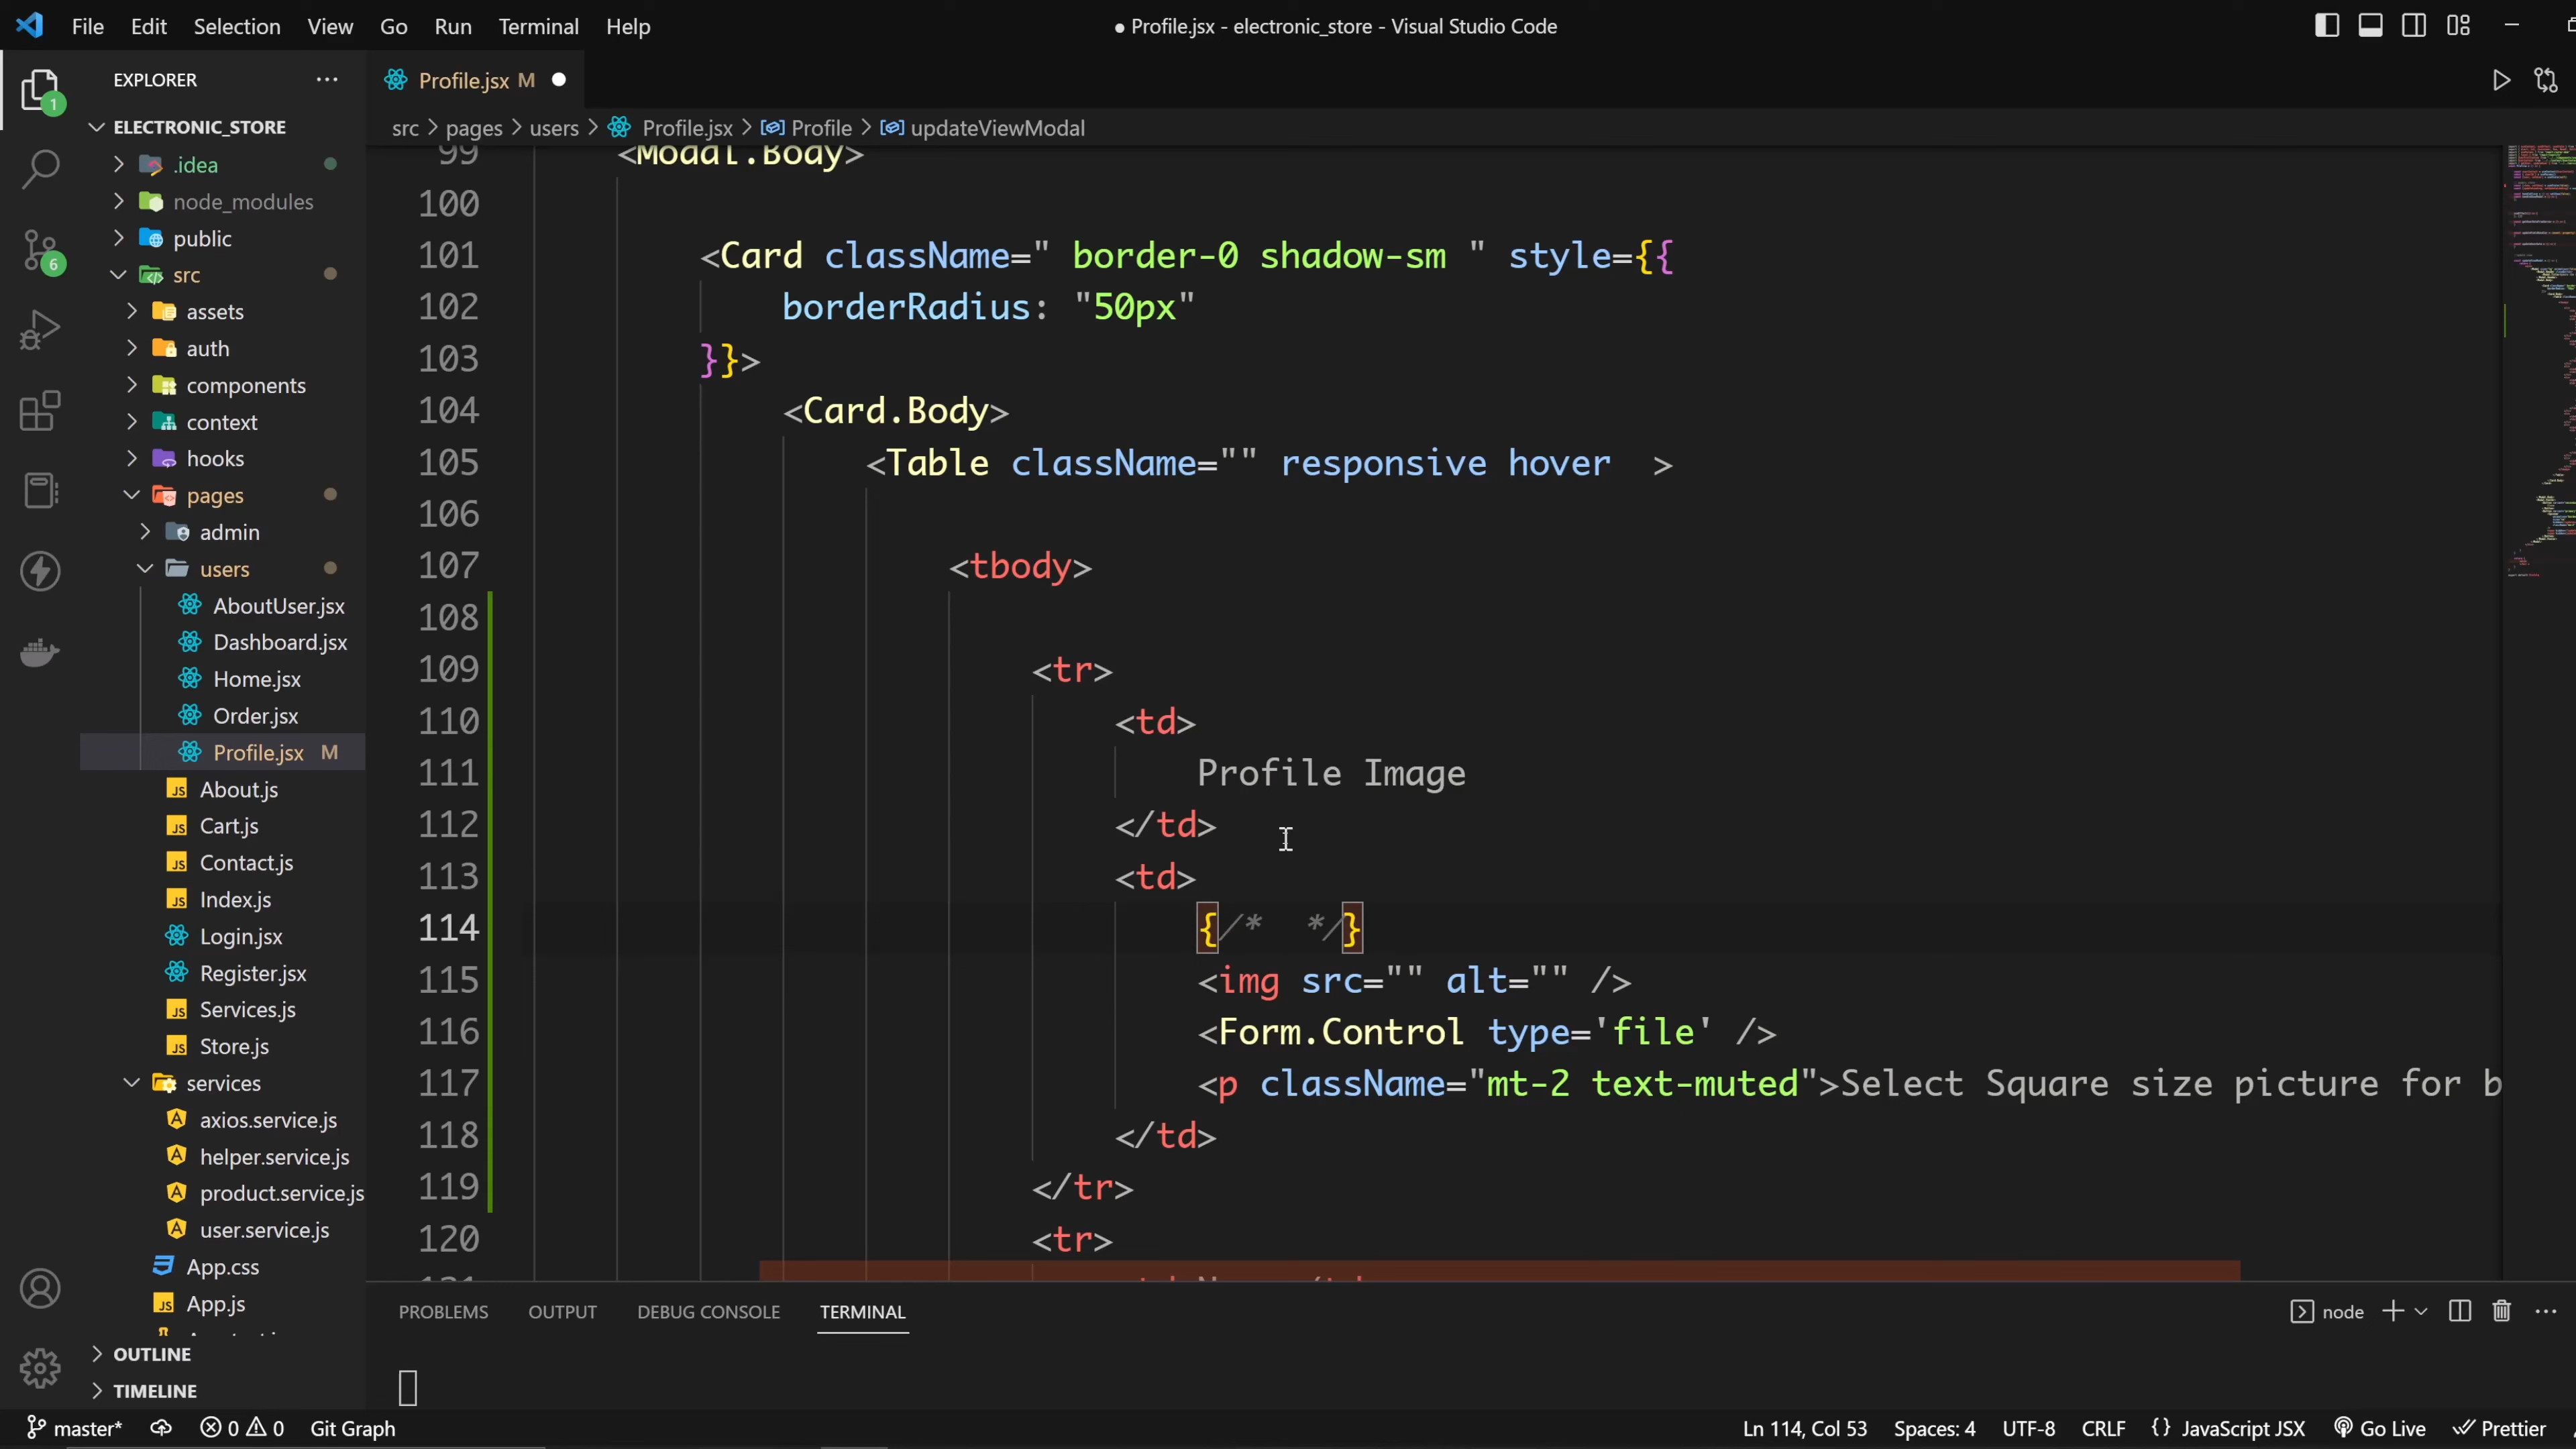 File Edit Selection View Go Run Terminal Help
● Profile.jsx - electronic_store - Visual Studio Code
EXPLORER ···
Profile.jsx M
ELECTRONIC_STORE
src > pages > users > Profile.jsx > Profile > updateViewModal
.idea
node_modules
public
src
assets
auth
components
context
hooks
pages
admin
users
AboutUser.jsx
Dashboard.jsx
Home.jsx
Order.jsx
Profile.jsx M
About.js
Cart.js
Contact.js
Index.js
Login.jsx
Register.jsx
Services.js
Store.js
services
axios.service.js
helper.service.js
product.service.js
user.service.js
App.css
App.js
OUTLINE
TIMELINE
1
6
99 <Modal.Body>
100
101 <Card className=" border-0 shadow-sm " style={{
102 borderRadius: "50px"
103 }}>
104 <Card.Body>
105 <Table className="" responsive hover  >
106
107 <tbody>
108
109 <tr>
110 <td>
111 Profile Image
112 </td>
113 <td>
114 {/*  */}
115 <img src="" alt="" />
116 <Form.Control type='file' />
117 <p className="mt-2 text-muted">Select Square size picture for b
118 </td>
119 </tr>
120 <tr>
PROBLEMS OUTPUT DEBUG CONSOLE TERMINAL
node
master* 0 0 Git Graph
Ln 114, Col 53 Spaces: 4 UTF-8 CRLF {} JavaScript JSX Go Live Prettier